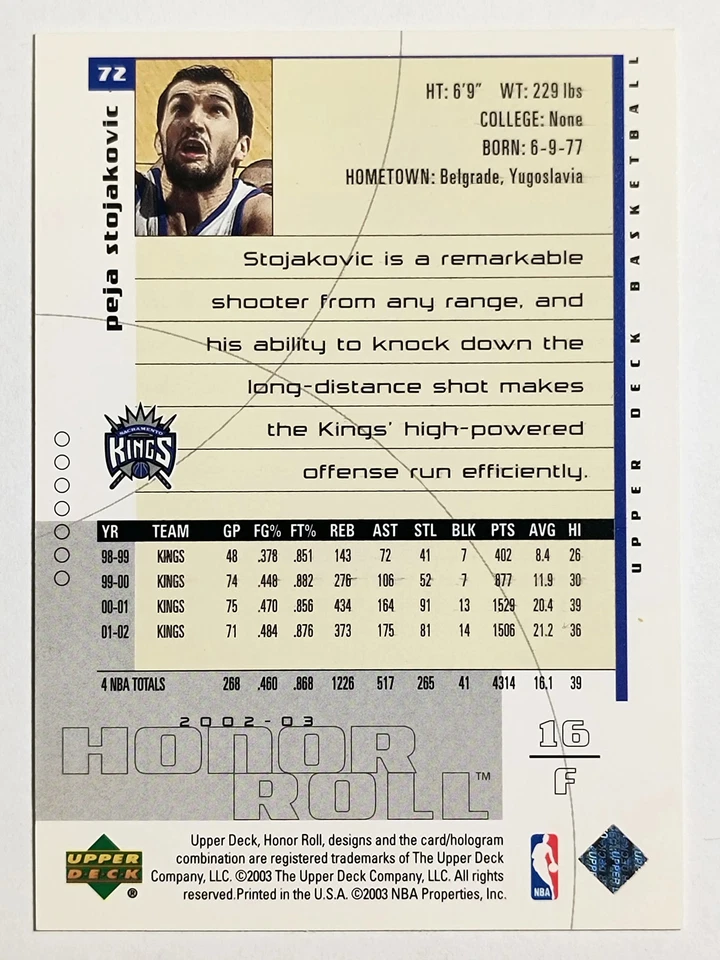 72
peja stojakovic
HT: 6'9" WT: 229 lbs
COLLEGE: None
BORN: 6-9-77
HOMETOWN: Belgrade, Yugoslavia
UPPER DECK BASKETBALL
Stojakovic is a remarkable
shooter from any range, and
his ability to knock down the
long-distance shot makes
the Kings' high-powered
offense run efficiently.
SACRAMENTO
KINGS
YR TEAM GP FG% FT% REB AST STL BLK PTS AVG HI
98-99 KINGS 48 .378 .851 143 72 41 7 402 8.4 26
99-00 KINGS 74 .448 .882 276 106 52 7 877 11.9 30
00-01 KINGS 75 .470 .856 434 164 91 13 1529 20.4 39
01-02 KINGS 71 .484 .876 373 175 81 14 1506 21.2 36
4 NBA TOTALS 268 .460 .868 1226 517 265 41 4314 16.1 39
2002-03
HONOR
ROLL™
16
F
UPPER
DECK®
Upper Deck, Honor Roll, designs and the card/hologram
combination are registered trademarks of The Upper Deck
Company, LLC. ©2003 The Upper Deck Company, LLC. All rights
reserved.Printed in the U.S.A. ©2003 NBA Properties, Inc.
NBA